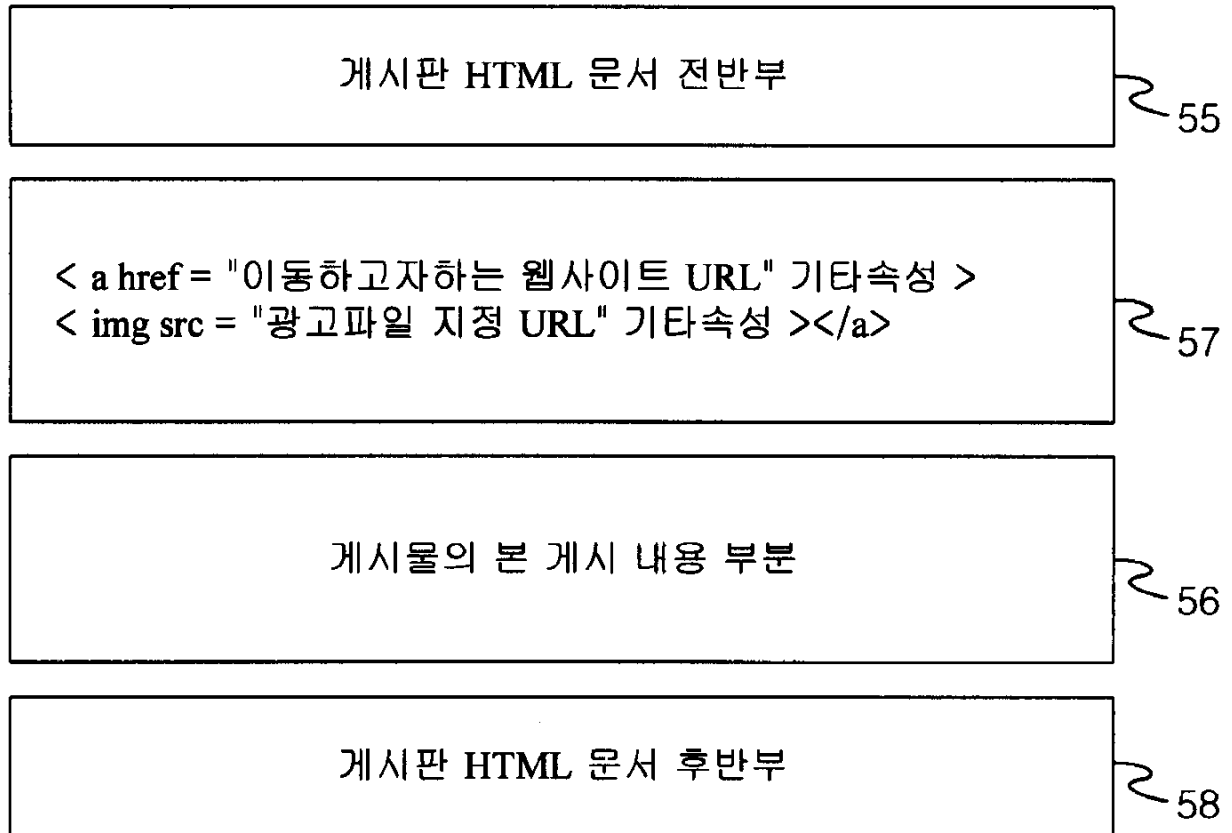 게시판 HTML 문서 전반부
55
< a href = "이동하고자하는 웹사이트 URL" 기타속성 >
< img src = "광고파일 지정 URL" 기타속성 ></a>
57
게시물의 본 게시 내용 부분
56
게시판 HTML 문서 후반부
58